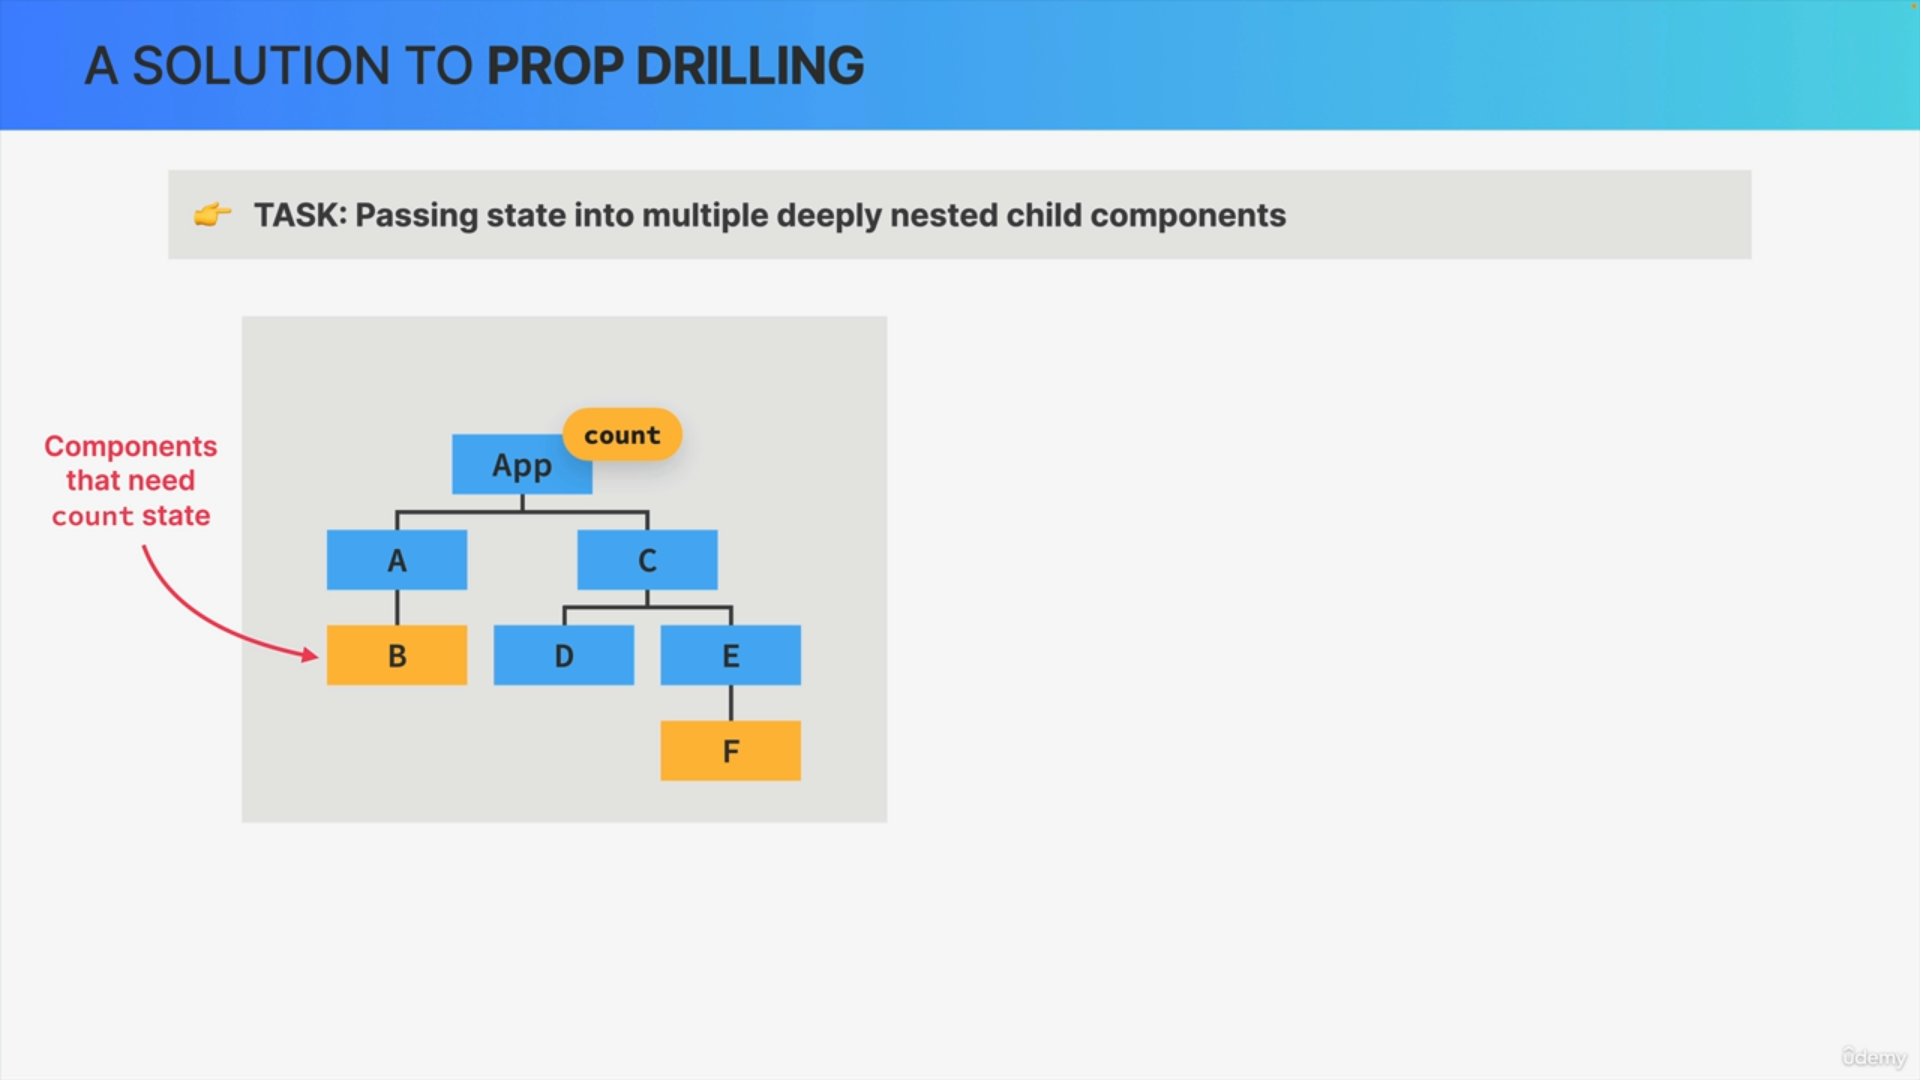 A SOLUTION TO PROP DRILLING
👉 TASK: Passing state into multiple deeply nested child components
Components
that need
count state
count
App
A
C
B
D
E
F
ûdemy